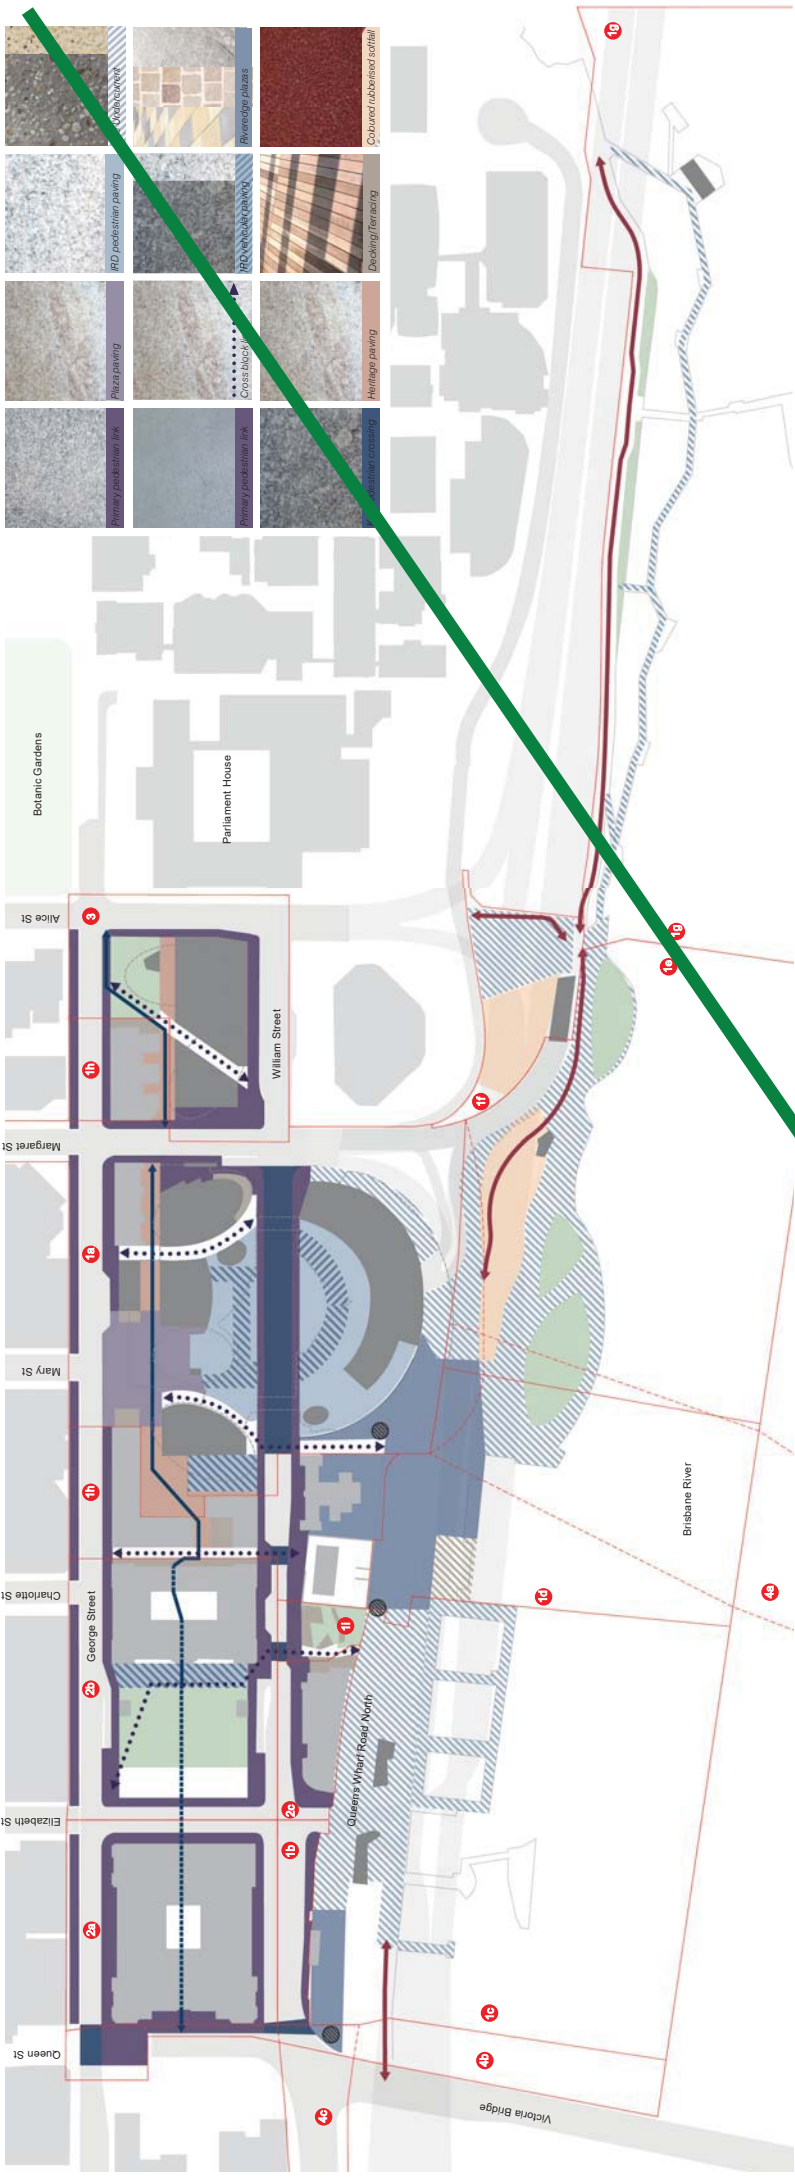 Undercurrent
Riveredge plazas
Coloured rubberised softfall
IRD pedestrian paving
IRD vehicular paving
Decking/Terracing
Plaza paving
Cross block
Heritage paving
Primary pedestrian link
Primary pedestrian link
pedestrian crossing
1g
Botanic Gardens
Parliament House
Alice St
3
1g
1e
William Street
1h
1f
Margaret St
1a
Mary St
1h
Brisbane River
Charlotte St
4a
1d
George Street
1i
2b
Queen's Wharf Road North
Elizabeth St
2c
1b
2a
1c
Queen St
4b
4c
Victoria Bridge